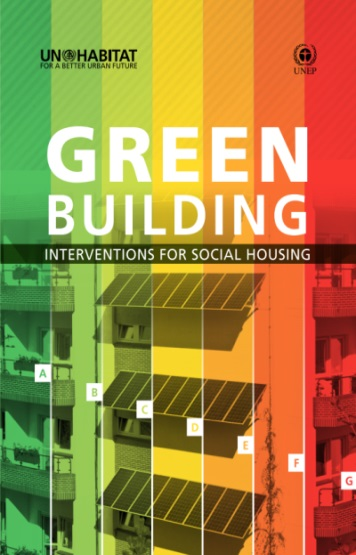 UN HABITAT
FOR A BETTER URBAN FUTURE
UNEP
GREEN
BUILDING
INTERVENTIONS FOR SOCIAL HOUSING
A
B
C
D
E
F
G